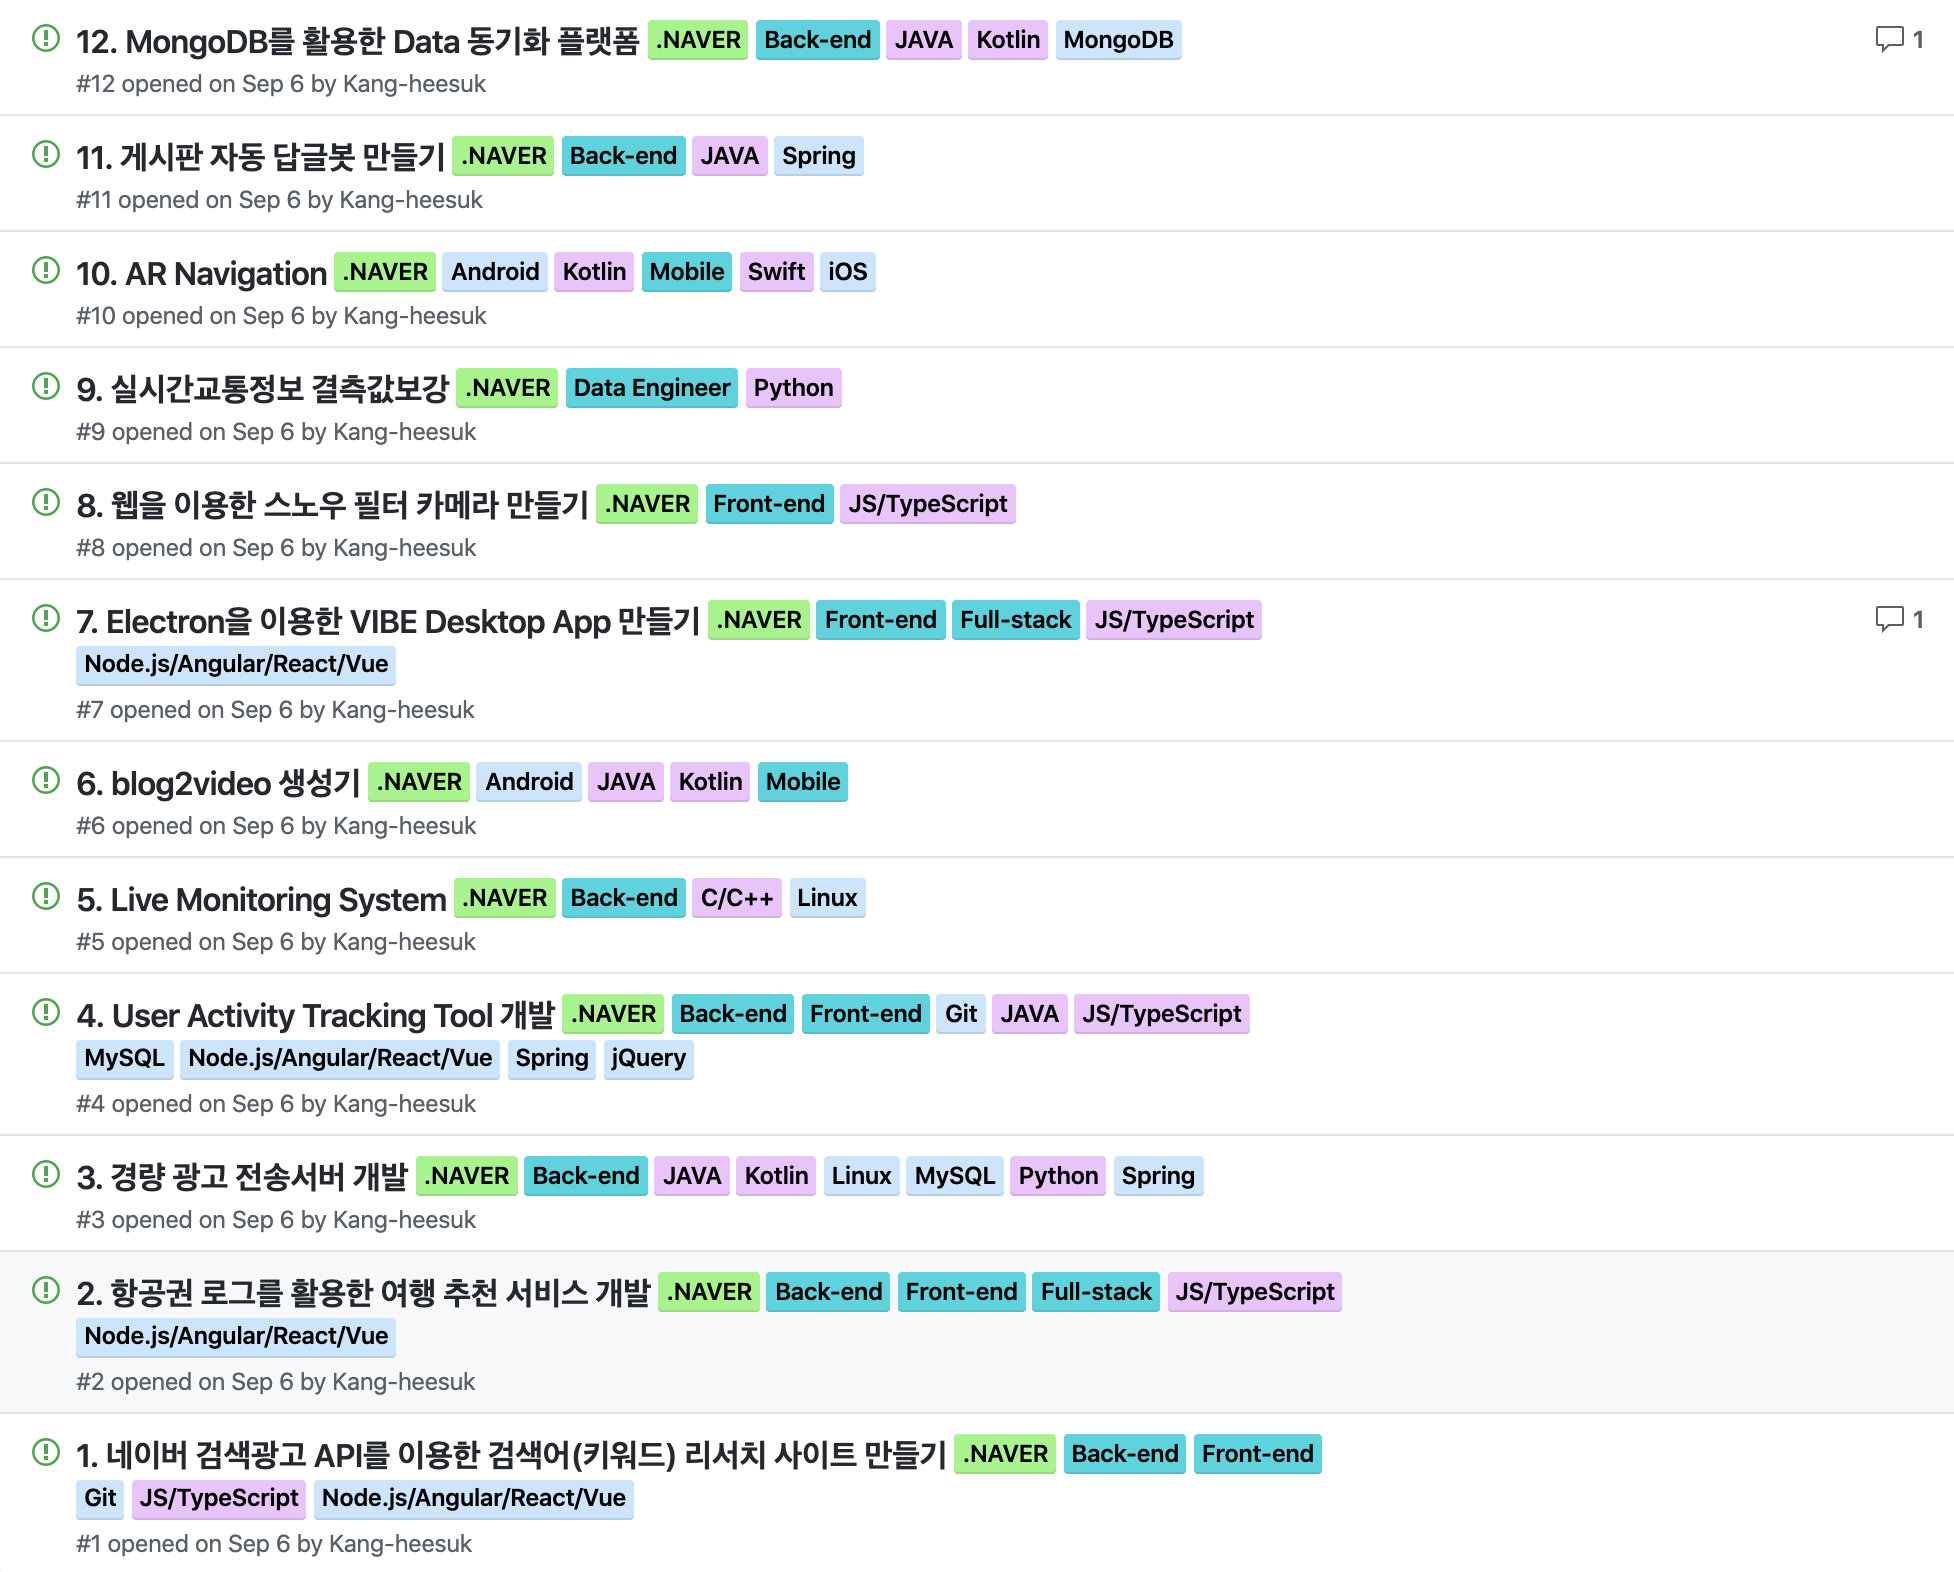 12. MongoDB를 활용한 Data 동기화 플랫폼 .NAVER Back-end JAVA Kotlin MongoDB 1
#12 opened on Sep 6 by Kang-heesuk
11. 게시판 자동 답글봇 만들기 .NAVER Back-end JAVA Spring
#11 opened on Sep 6 by Kang-heesuk
10. AR Navigation .NAVER Android Kotlin Mobile Swift iOS
#10 opened on Sep 6 by Kang-heesuk
9. 실시간교통정보 결측값보강 .NAVER Data Engineer Python
#9 opened on Sep 6 by Kang-heesuk
8. 웹을 이용한 스노우 필터 카메라 만들기 .NAVER Front-end JS/TypeScript
#8 opened on Sep 6 by Kang-heesuk
7. Electron을 이용한 VIBE Desktop App 만들기 .NAVER Front-end Full-stack JS/TypeScript 1
Node.js/Angular/React/Vue
#7 opened on Sep 6 by Kang-heesuk
6. blog2video 생성기 .NAVER Android JAVA Kotlin Mobile
#6 opened on Sep 6 by Kang-heesuk
5. Live Monitoring System .NAVER Back-end C/C++ Linux
#5 opened on Sep 6 by Kang-heesuk
4. User Activity Tracking Tool 개발 .NAVER Back-end Front-end Git JAVA JS/TypeScript
MySQL Node.js/Angular/React/Vue Spring jQuery
#4 opened on Sep 6 by Kang-heesuk
3. 경량 광고 전송서버 개발 .NAVER Back-end JAVA Kotlin Linux MySQL Python Spring
#3 opened on Sep 6 by Kang-heesuk
2. 항공권 로그를 활용한 여행 추천 서비스 개발 .NAVER Back-end Front-end Full-stack JS/TypeScript
Node.js/Angular/React/Vue
#2 opened on Sep 6 by Kang-heesuk
1. 네이버 검색광고 API를 이용한 검색어(키워드) 리서치 사이트 만들기 .NAVER Back-end Front-end
Git JS/TypeScript Node.js/Angular/React/Vue
#1 opened on Sep 6 by Kang-heesuk